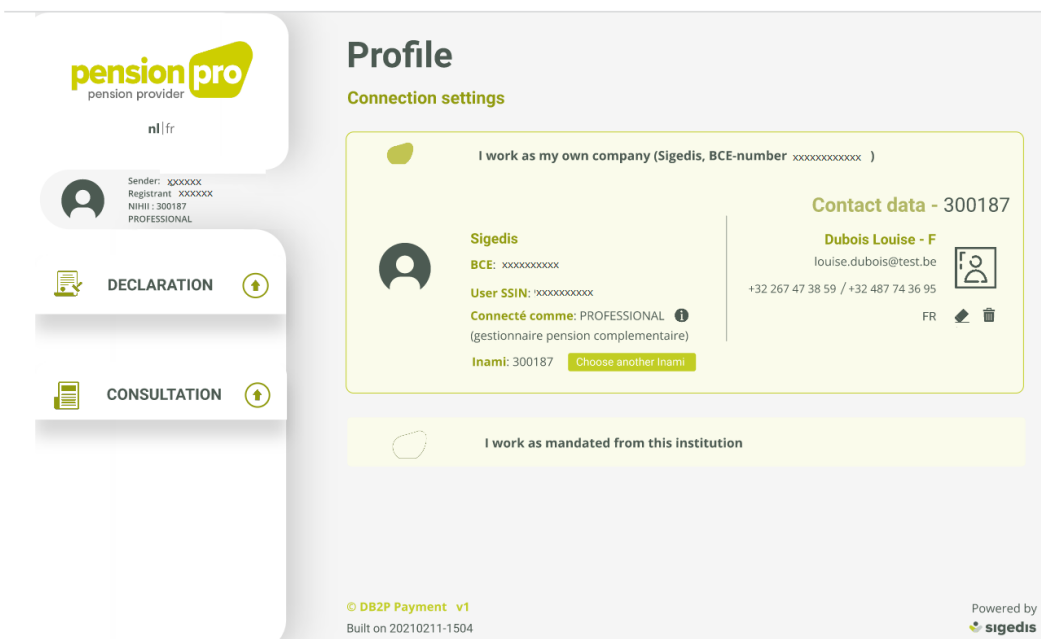 pension pro
pension provider
nl|fr
Sender: xxxxxx
Registrant xxxxxx
NIHII : 300187
PROFESSIONAL
DECLARATION
CONSULTATION
Profile
Connection settings
I work as my own company (Sigedis, BCE-number xxxxxxxxxxxx )
Sigedis
BCE: xxxxxxxxxx
User SSIN: 'xxxxxxxxxx
Connecté comme: PROFESSIONAL
(gestionnaire pension complementaire)
Inami: 300187 Choose another Inami
Contact data - 300187
Dubois Louise - F
louise.dubois@test.be
+32 267 47 38 59 / +32 487 74 36 95
FR
I work as mandated from this institution
© DB2P Payment v1
Built on 20210211-1504
Powered by
sigedis